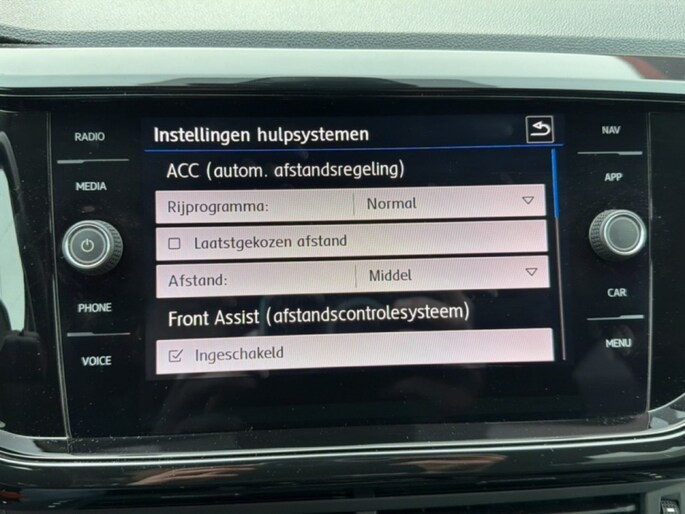 Instellingen hulpsystemen
RADIO
NAV
ACC (autom. afstandsregeling)
MEDIA
APP
Rijprogramma: Normal
Laatstgekozen afstand
Afstand: Middel
PHONE
CAR
Front Assist (afstandscontrolesysteem)
VOICE
MENU
Ingeschakeld